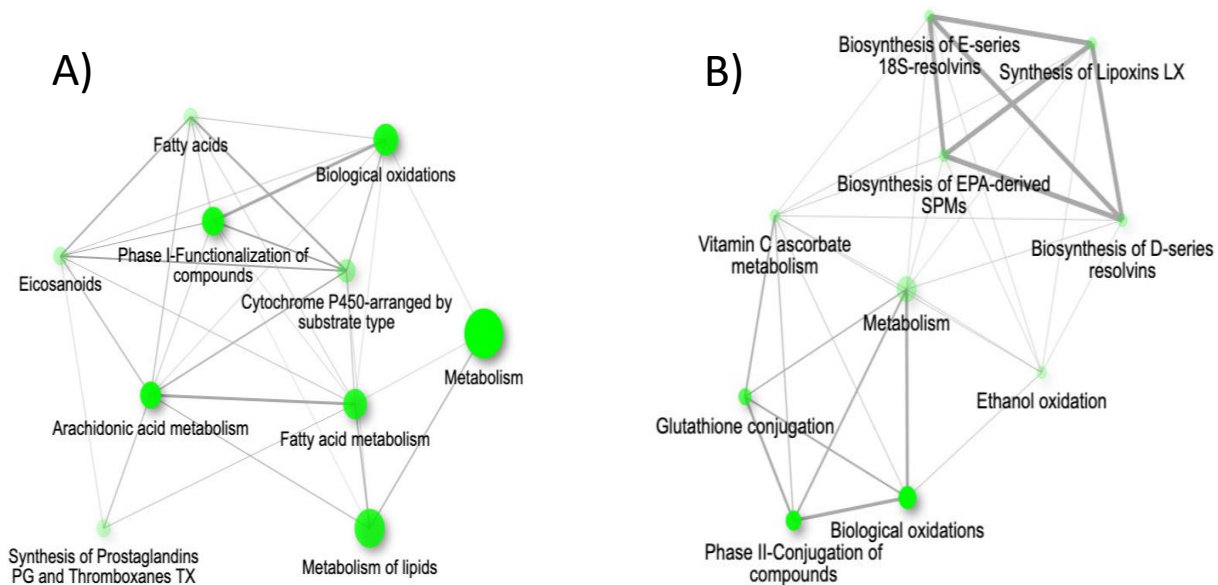 A)
Fatty acids
Biological oxidations
Phase I-Functionalization of
compounds
Eicosanoids
Cytochrome P450-arranged by
substrate type
Metabolism
Arachidonic acid metabolism
Fatty acid metabolism
Synthesis of Prostaglandins
PG and Thromboxanes TX
Metabolism of lipids
B)
Biosynthesis of E-series
18S-resolvins
Synthesis of Lipoxins LX
Biosynthesis of EPA-derived
SPMs
Vitamin C ascorbate
metabolism
Biosynthesis of D-series
resolvins
Metabolism
Ethanol oxidation
Glutathione conjugation
Biological oxidations
Phase II-Conjugation of
compounds